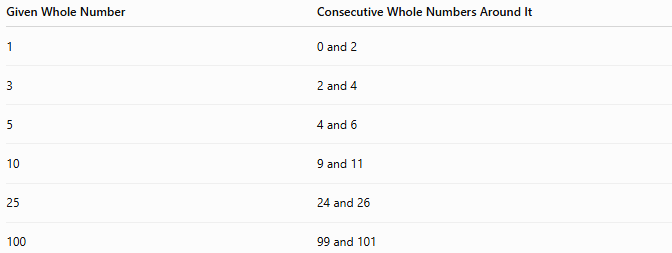 Given Whole Number Consecutive Whole Numbers Around It
1 0 and 2
3 2 and 4
5 4 and 6
10 9 and 11
25 24 and 26
100 99 and 101